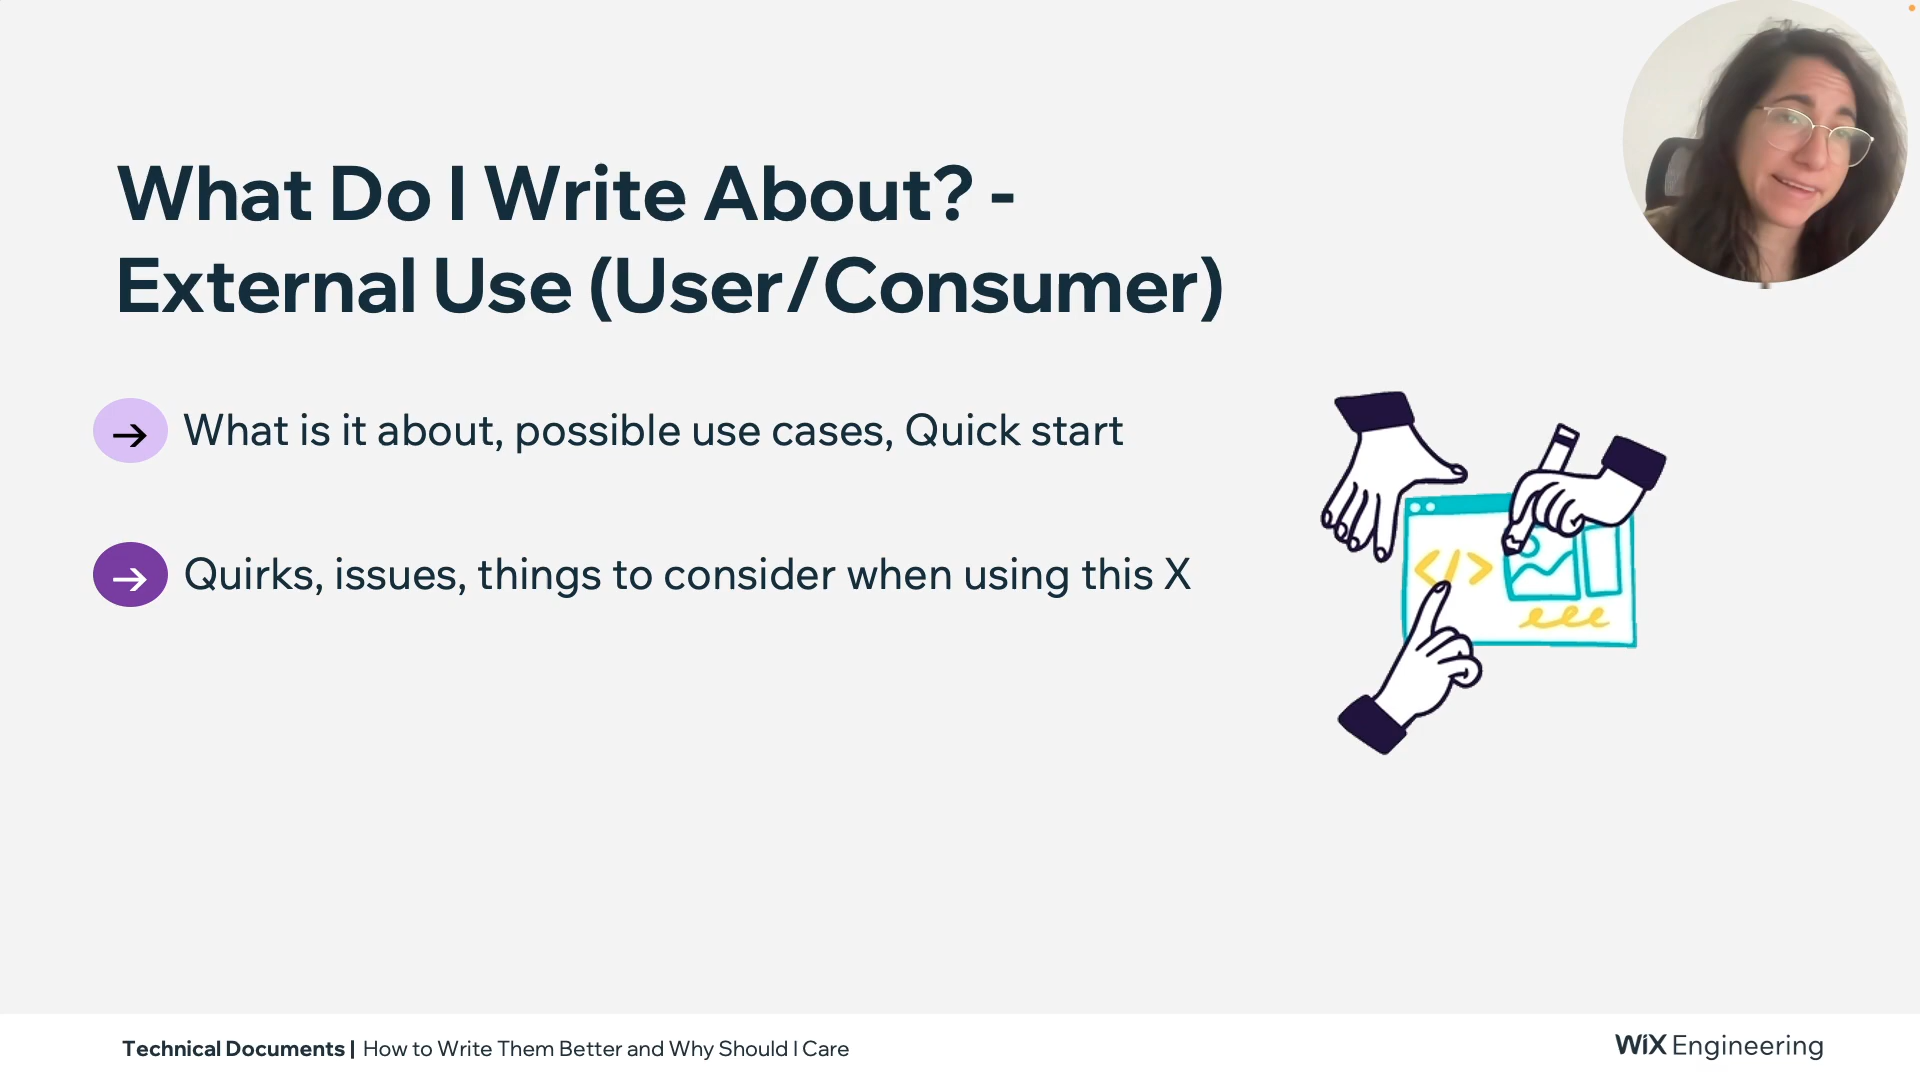 What Do I Write About? -
External Use (User/Consumer)
What is it about, possible use cases, Quick start
Quirks, issues, things to consider when using this X
Technical Documents | How to Write Them Better and Why Should I Care
WiX Engineering